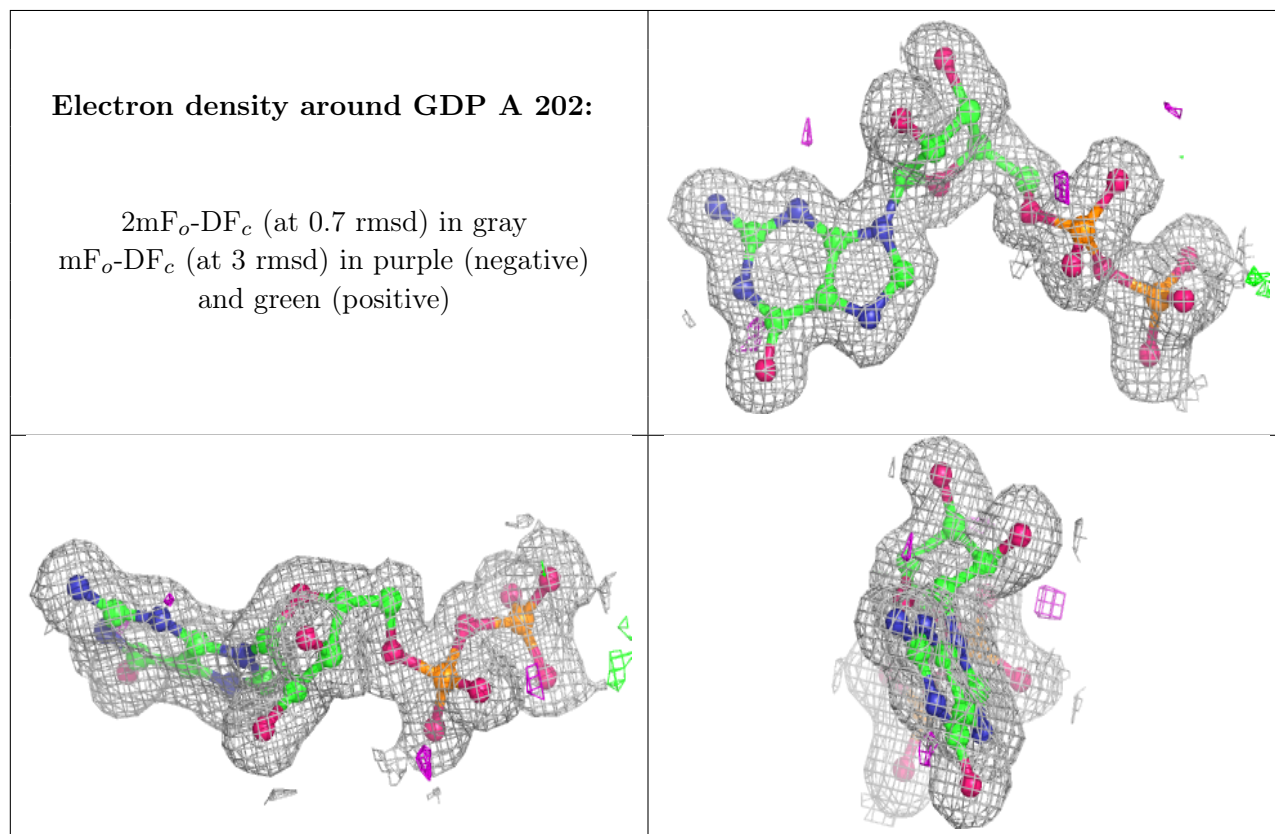 Electron density around GDP A 202:
2mFo-DFc (at 0.7 rmsd) in gray
mFo-DFc (at 3 rmsd) in purple (negative)
and green (positive)